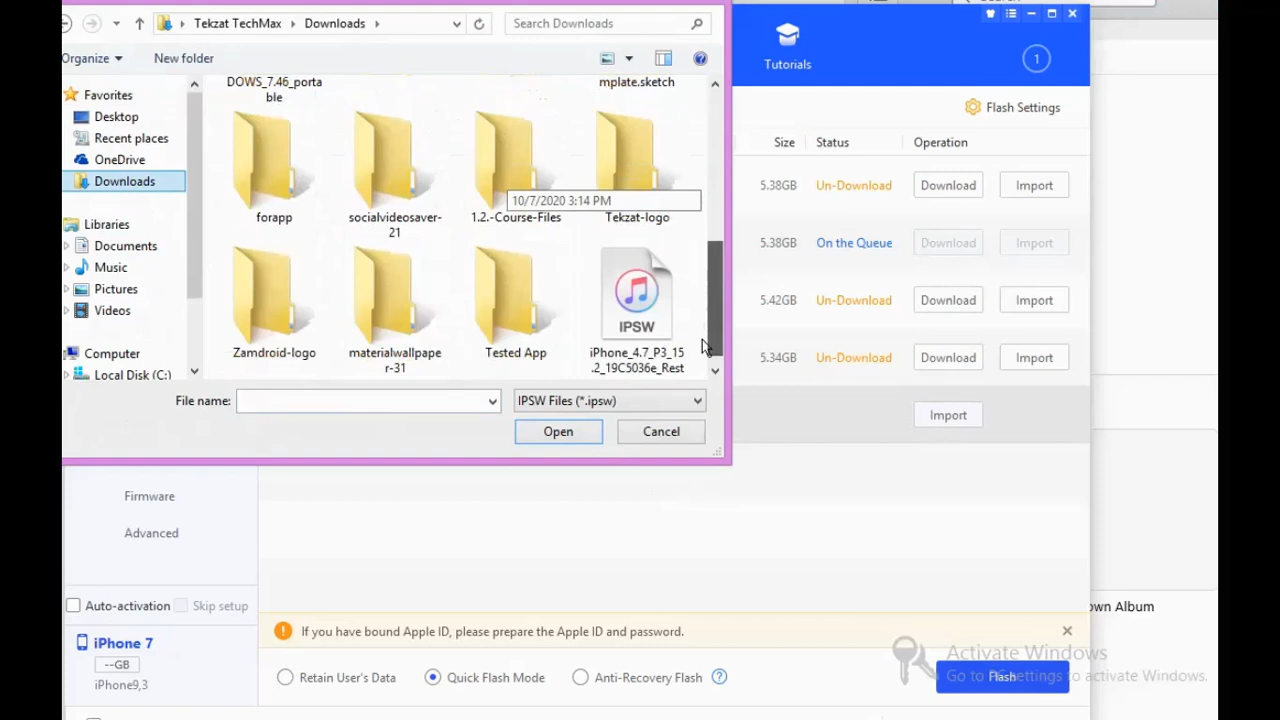 Tekzat TechMax
Downloads
Search Downloads
Organize
New folder
Favorites
Desktop
Recent places
OneDrive
Downloads
Libraries
Documents
Music
Pictures
Videos
Computer
Local Disk (C:)
DOWS_7.46_porta
ble
mplate.sketch
forapp
socialvideosaver-
21
1.2.-Course-Files
Tekzat-logo
10/7/2020 3:14 PM
Zamdroid-logo
materialwallpape
r-31
Tested App
IPSW
iPhone_4.7_P3_15
.2_19C5036e_Rest
File name:
IPSW Files (*.ipsw)
Open
Cancel
Tutorials
1
Flash Settings
Size Status Operation
5.38GB Un-Download Download Import
5.38GB On the Queue Download Import
5.42GB Un-Download Download Import
5.34GB Un-Download Download Import
Import
Firmware
Advanced
Auto-activation Skip setup
iPhone 7
--GB
iPhone9,3
own Album
If you have bound Apple ID, please prepare the Apple ID and password.
Retain User's Data Quick Flash Mode Anti-Recovery Flash
Flash
Activate Windows
Go to PC settings to activate Windows.